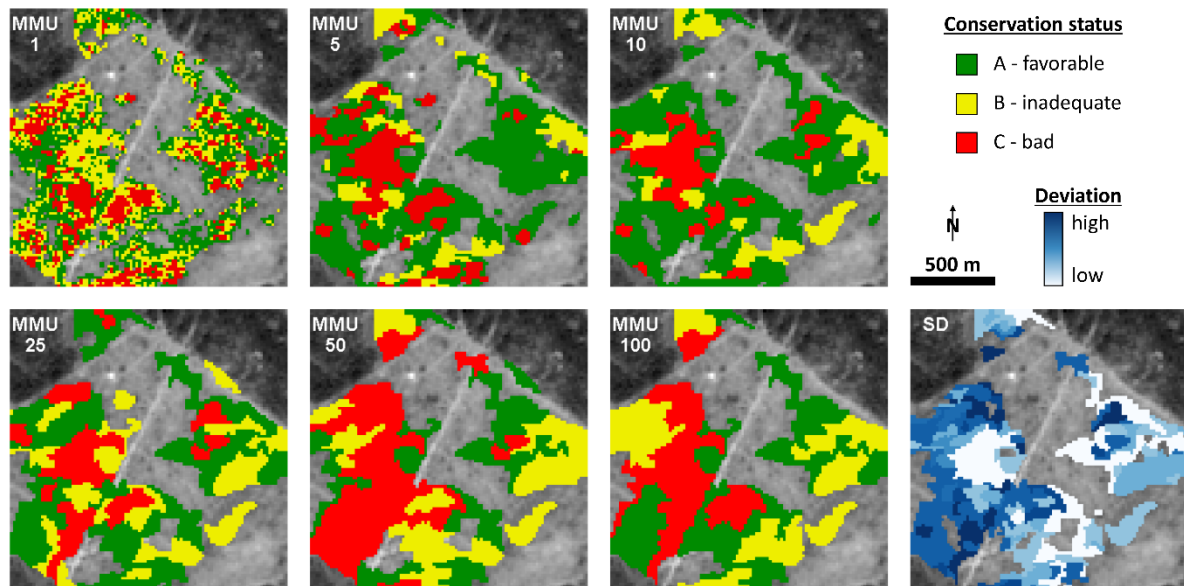 MMU
1
MMU
5
MMU
10
Conservation status
A - favorable
B - inadequate
C - bad
Deviation
high
low
N
500 m
MMU
25
MMU
50
MMU
100
SD